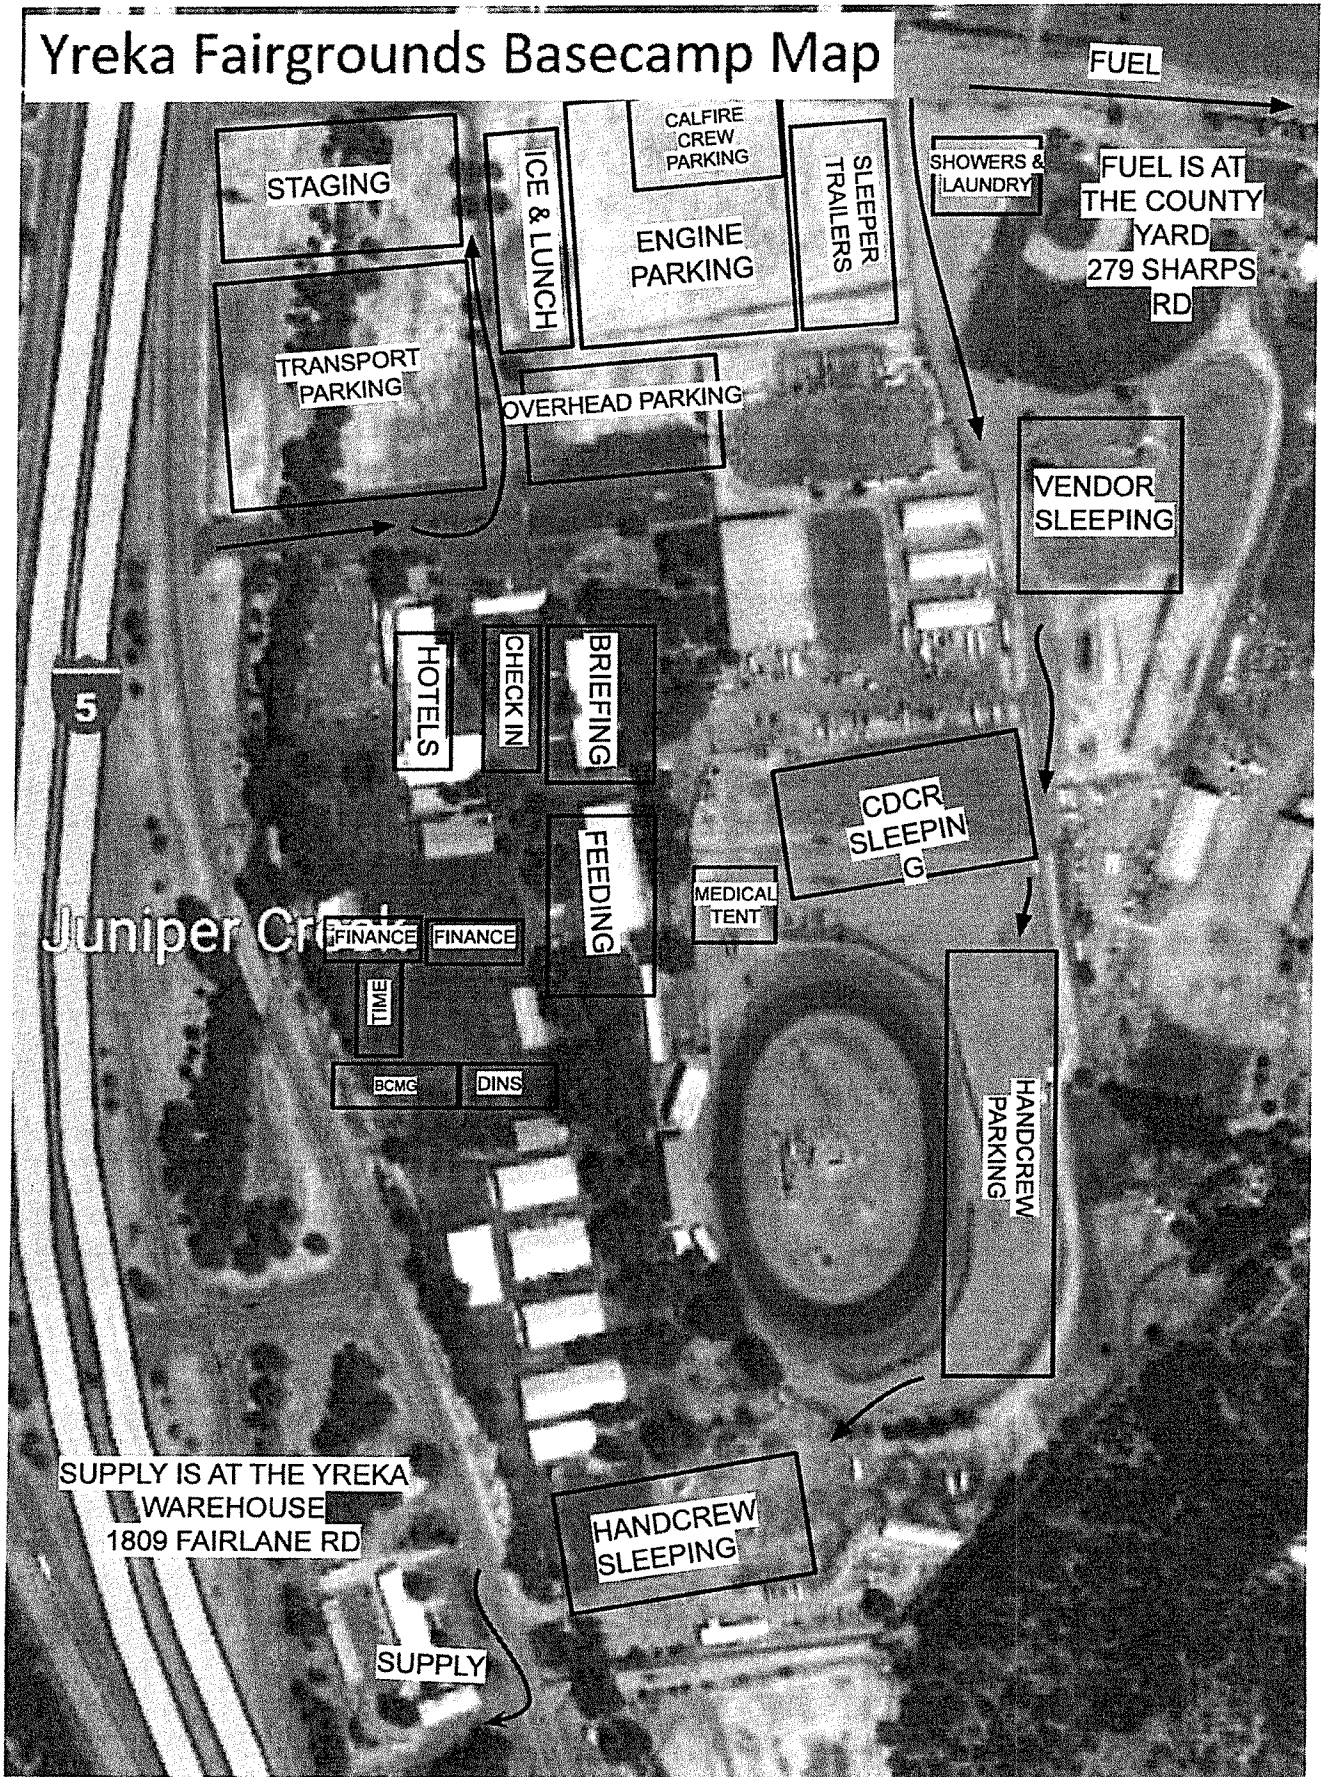 Yreka Fairgrounds Basecamp Map
FUEL
STAGING
ICE & LUNCH
CALFIRE
CREW
PARKING
ENGINE
PARKING
SLEEPER
TRAILERS
SHOWERS &
LAUNDRY
FUEL IS AT
THE COUNTY
YARD
279 SHARPS
RD
TRANSPORT
PARKING
OVERHEAD PARKING
VENDOR
SLEEPING
5
HOTELS
CHECK IN
BRIEFING
CDCR
SLEEPIN
G
FEEDING
MEDICAL
TENT
Juniper Creek
FINANCE
FINANCE
TIME
BCMG
DINS
HANDCREW
PARKING
SUPPLY IS AT THE YREKA
WAREHOUSE
1809 FAIRLANE RD
HANDCREW
SLEEPING
SUPPLY